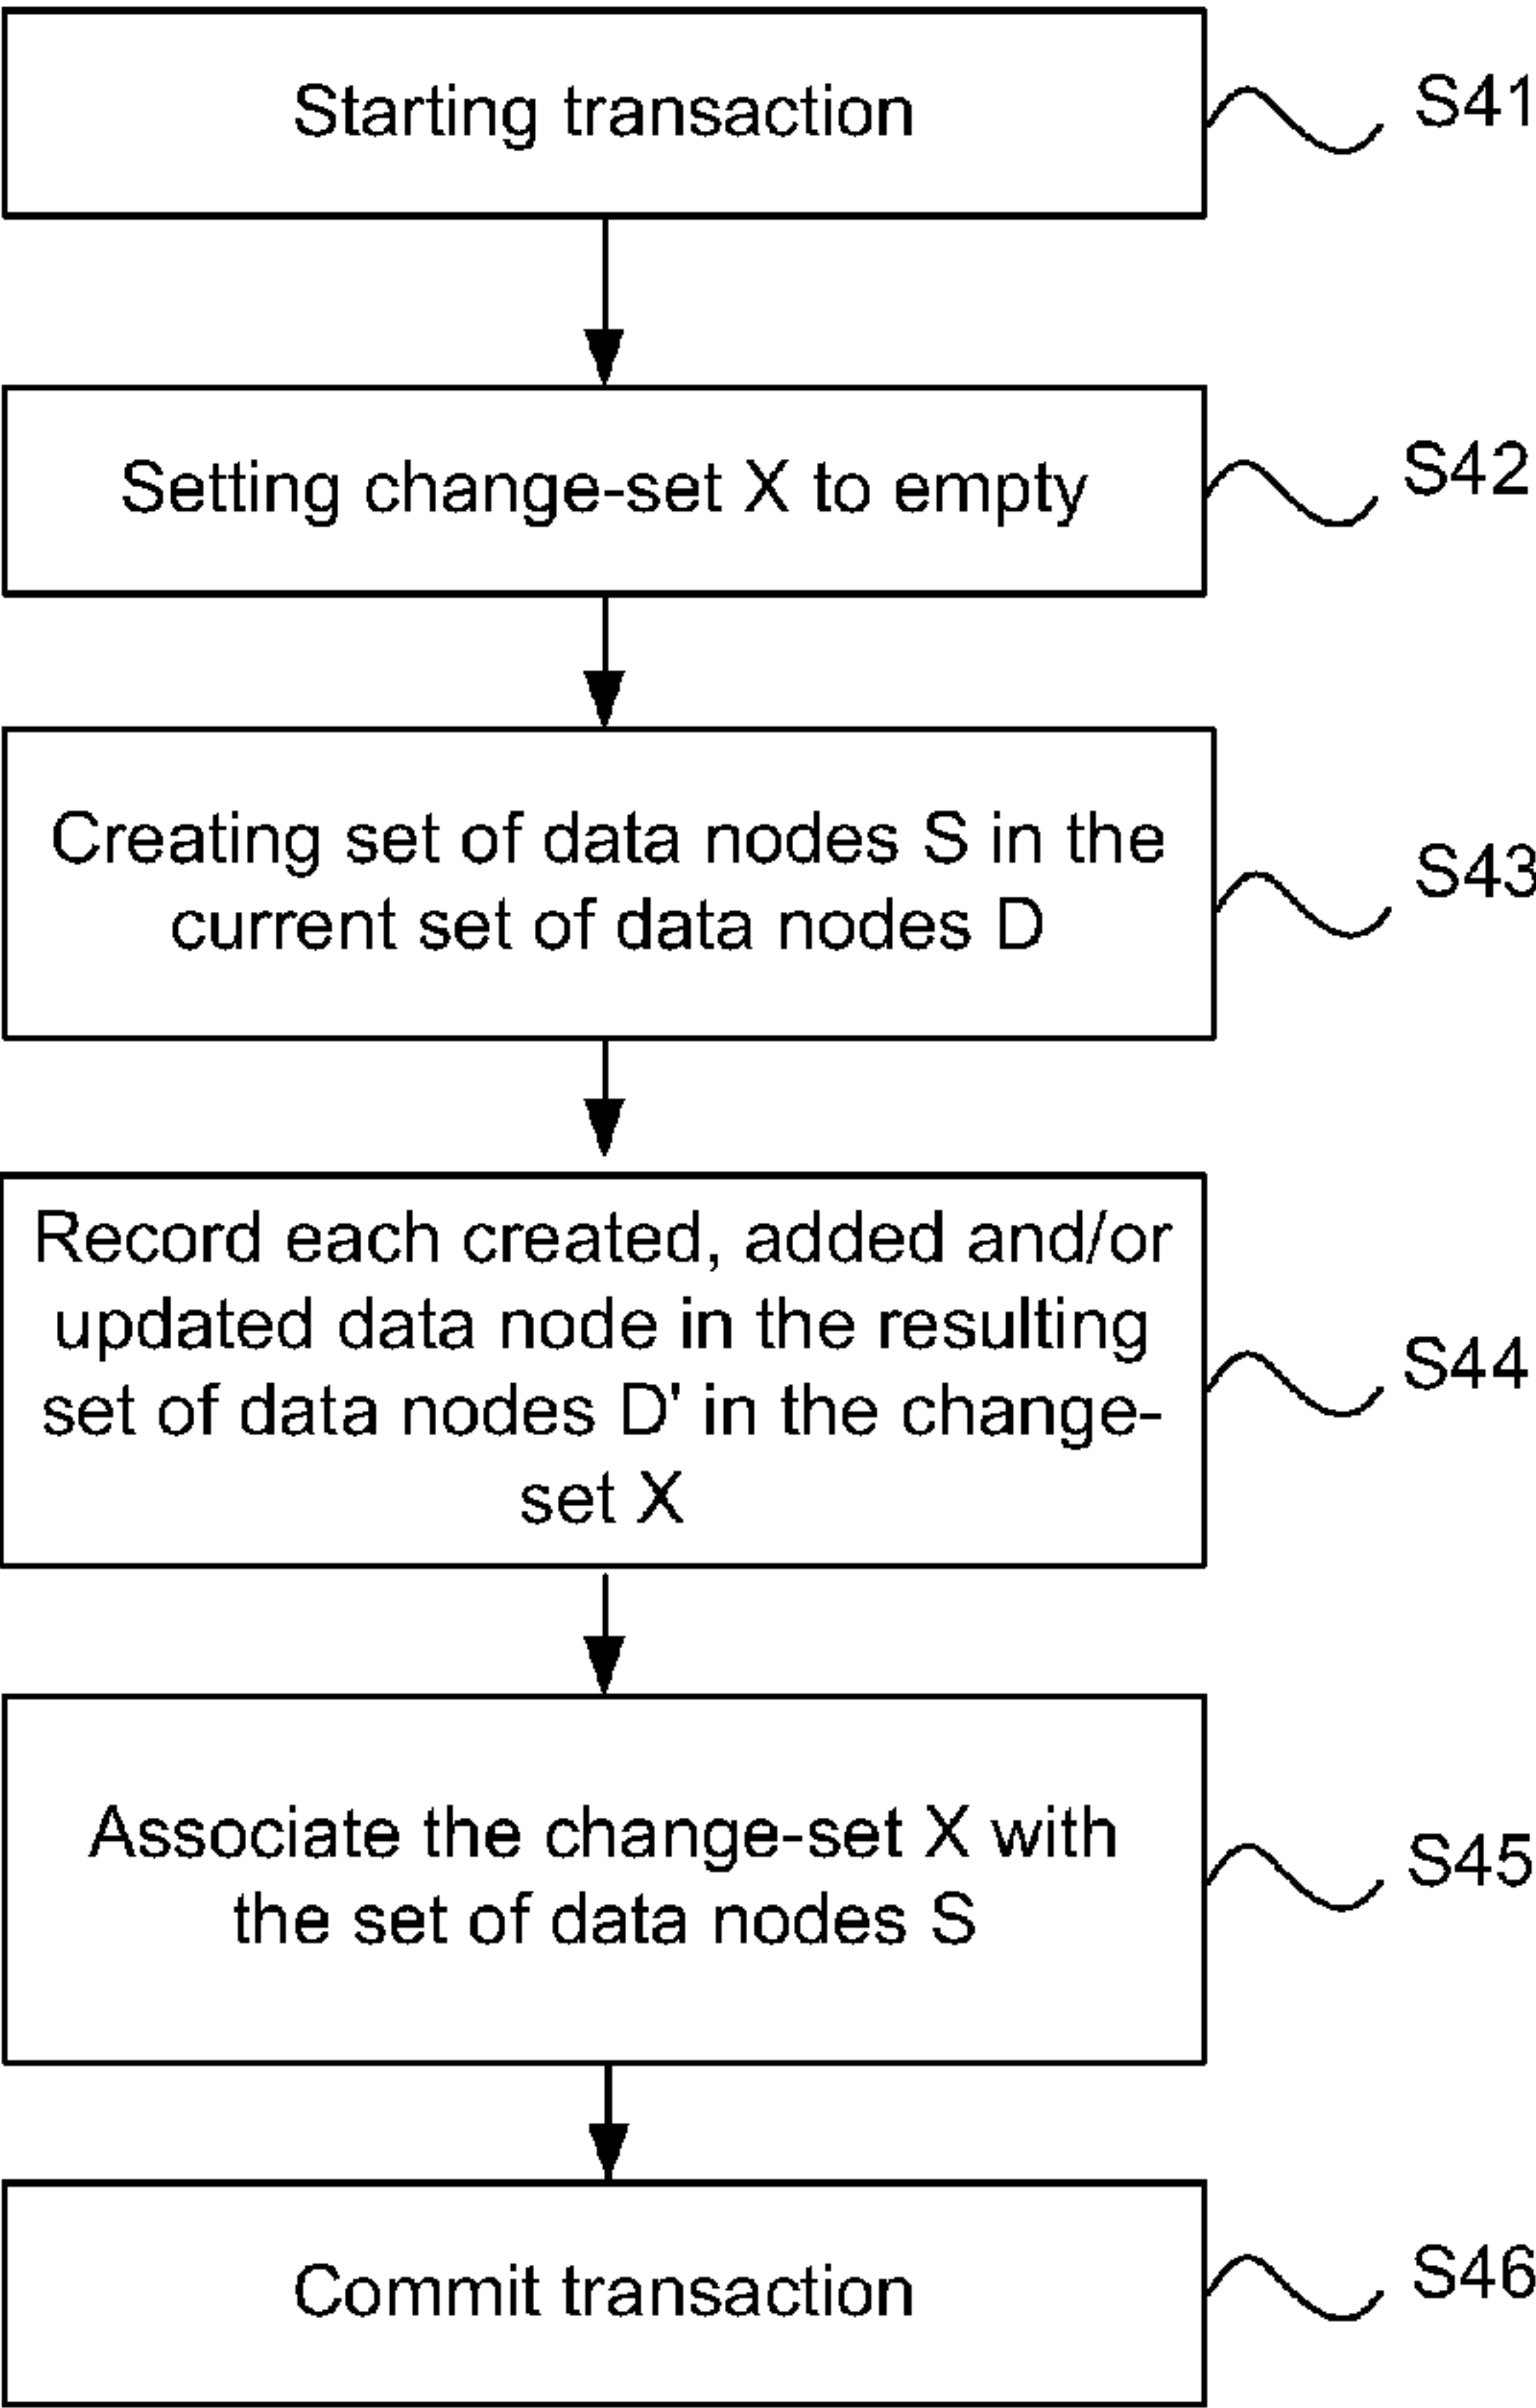 Starting transaction
S41
Setting change-set X to empty
S42
Creating set of data nodes S in the
current set of data nodes D
S43
Record each created, added and/or
updated data node in the resulting
set of data nodes D' in the change-
set X
S44
Associate the change-set X with
the set of data nodes S
S45
Commit transaction
S46